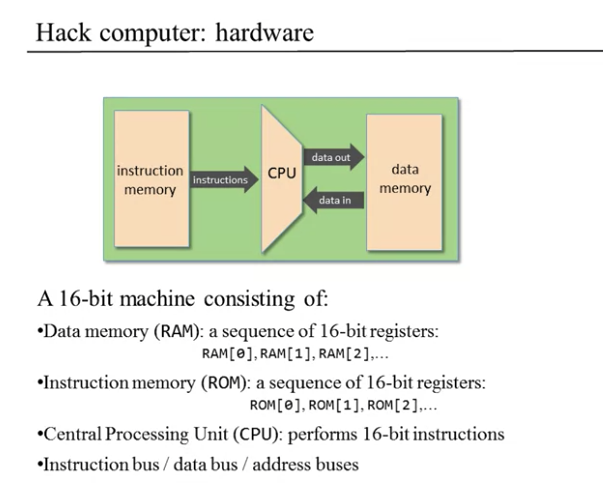 Hack computer: hardware
instruction
memory
instructions
CPU
data out
data in
data
memory
A 16-bit machine consisting of:
•Data memory (RAM): a sequence of 16-bit registers:
RAM[0], RAM[1], RAM[2],...
•Instruction memory (ROM): a sequence of 16-bit registers:
ROM[0], ROM[1], ROM[2],...
•Central Processing Unit (CPU): performs 16-bit instructions
•Instruction bus / data bus / address buses